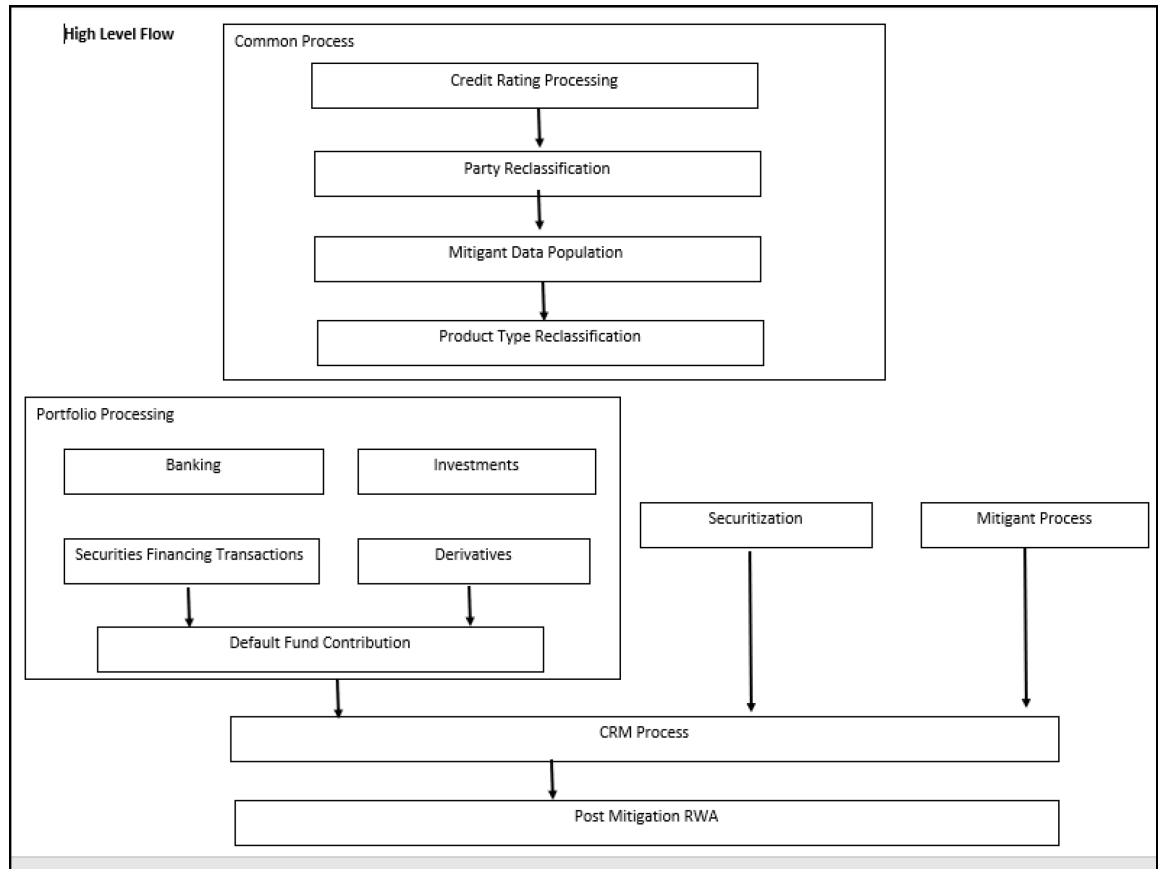 High Level Flow
Common Process
Credit Rating Processing
Party Reclassification
Mitigant Data Population
Product Type Reclassification
Portfolio Processing
Banking
Investments
Securitization
Mitigant Process
Securities Financing Transactions
Derivatives
Default Fund Contribution
CRM Process
Post Mitigation RWA